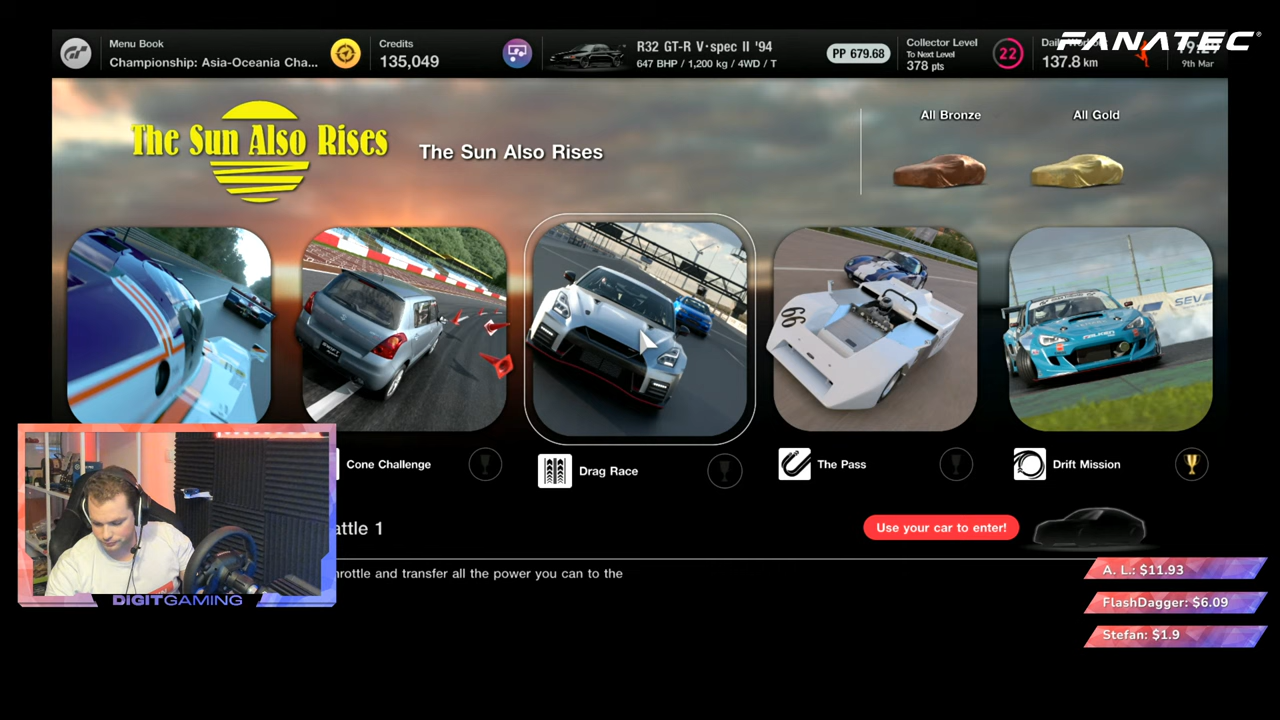 FANATEC
Menu Book
Championship: Asia-Oceania Cha...
Credits
135,049
R32 GT-R V·spec II '94
647 BHP / 1,200 kg / 4WD / T
PP 679.68
Collector Level
To Next Level
378 pts
22
137.8 km
9th Mar
The Sun Also Rises
The Sun Also Rises
All Bronze
All Gold
66
FALKEN
SEV
Cone Challenge
Drag Race
The Pass
Drift Mission
attle 1
Use your car to enter!
hrottle and transfer all the power you can to the
DIGITGAMING
A. L.: $11.93
FlashDagger: $6.09
Stefan: $1.9